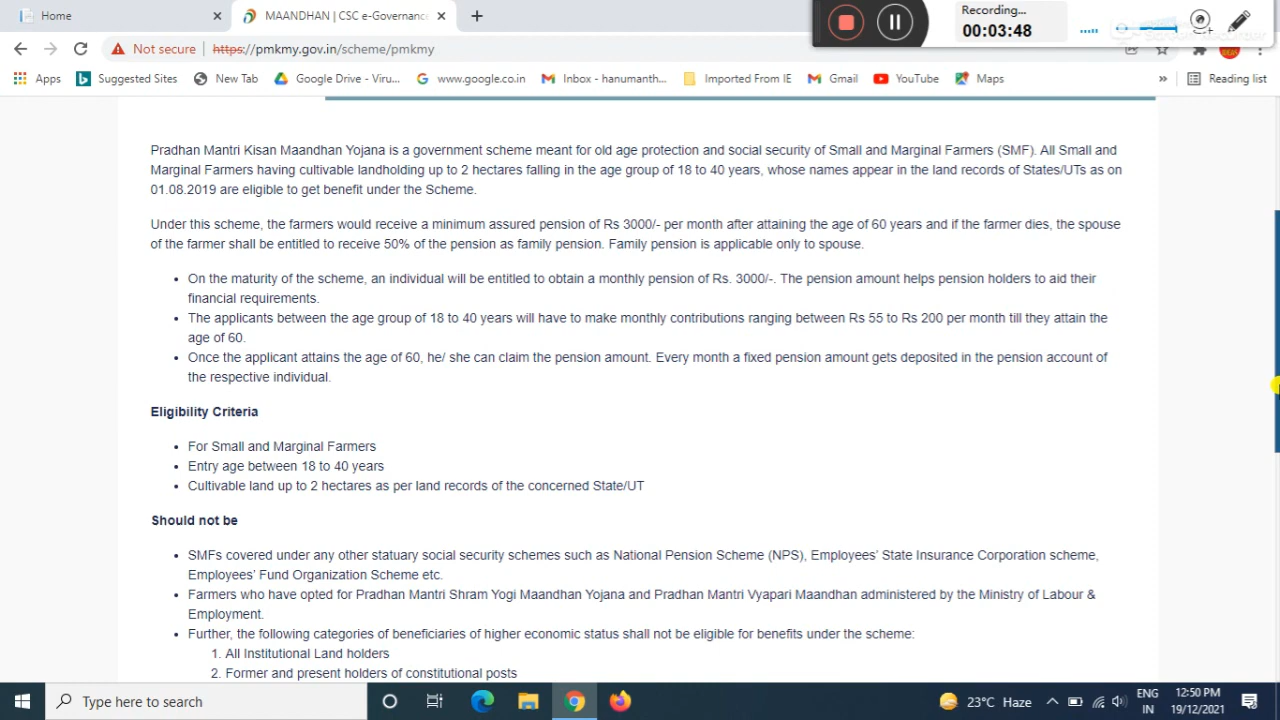 Home
MAANDHAN | CSC e-Governance
Recording...
00:03:48
Not secure
https://pmkmy.gov.in/scheme/pmkmy
Apps
Suggested Sites
New Tab
Google Drive - Viru...
www.google.co.in
Inbox - hanumanth...
Imported From IE
Gmail
YouTube
Maps
»
Reading list
Pradhan Mantri Kisan Maandhan Yojana is a government scheme meant for old age protection and social security of Small and Marginal Farmers (SMF). All Small and
Marginal Farmers having cultivable landholding up to 2 hectares falling in the age group of 18 to 40 years, whose names appear in the land records of States/UTs as on
01.08.2019 are eligible to get benefit under the Scheme.
Under this scheme, the farmers would receive a minimum assured pension of Rs 3000/- per month after attaining the age of 60 years and if the farmer dies, the spouse
of the farmer shall be entitled to receive 50% of the pension as family pension. Family pension is applicable only to spouse.
• On the maturity of the scheme, an individual will be entitled to obtain a monthly pension of Rs. 3000/-. The pension amount helps pension holders to aid their
financial requirements.
• The applicants between the age group of 18 to 40 years will have to make monthly contributions ranging between Rs 55 to Rs 200 per month till they attain the
age of 60.
• Once the applicant attains the age of 60, he/ she can claim the pension amount. Every month a fixed pension amount gets deposited in the pension account of
the respective individual.
Eligibility Criteria
• For Small and Marginal Farmers
• Entry age between 18 to 40 years
• Cultivable land up to 2 hectares as per land records of the concerned State/UT
Should not be
• SMFs covered under any other statuary social security schemes such as National Pension Scheme (NPS), Employees' State Insurance Corporation scheme,
Employees' Fund Organization Scheme etc.
• Farmers who have opted for Pradhan Mantri Shram Yogi Maandhan Yojana and Pradhan Mantri Vyapari Maandhan administered by the Ministry of Labour &
Employment.
• Further, the following categories of beneficiaries of higher economic status shall not be eligible for benefits under the scheme:
1. All Institutional Land holders
2. Former and present holders of constitutional posts
Type here to search
23°C Haze
ENG
IN
12:50 PM
19/12/2021